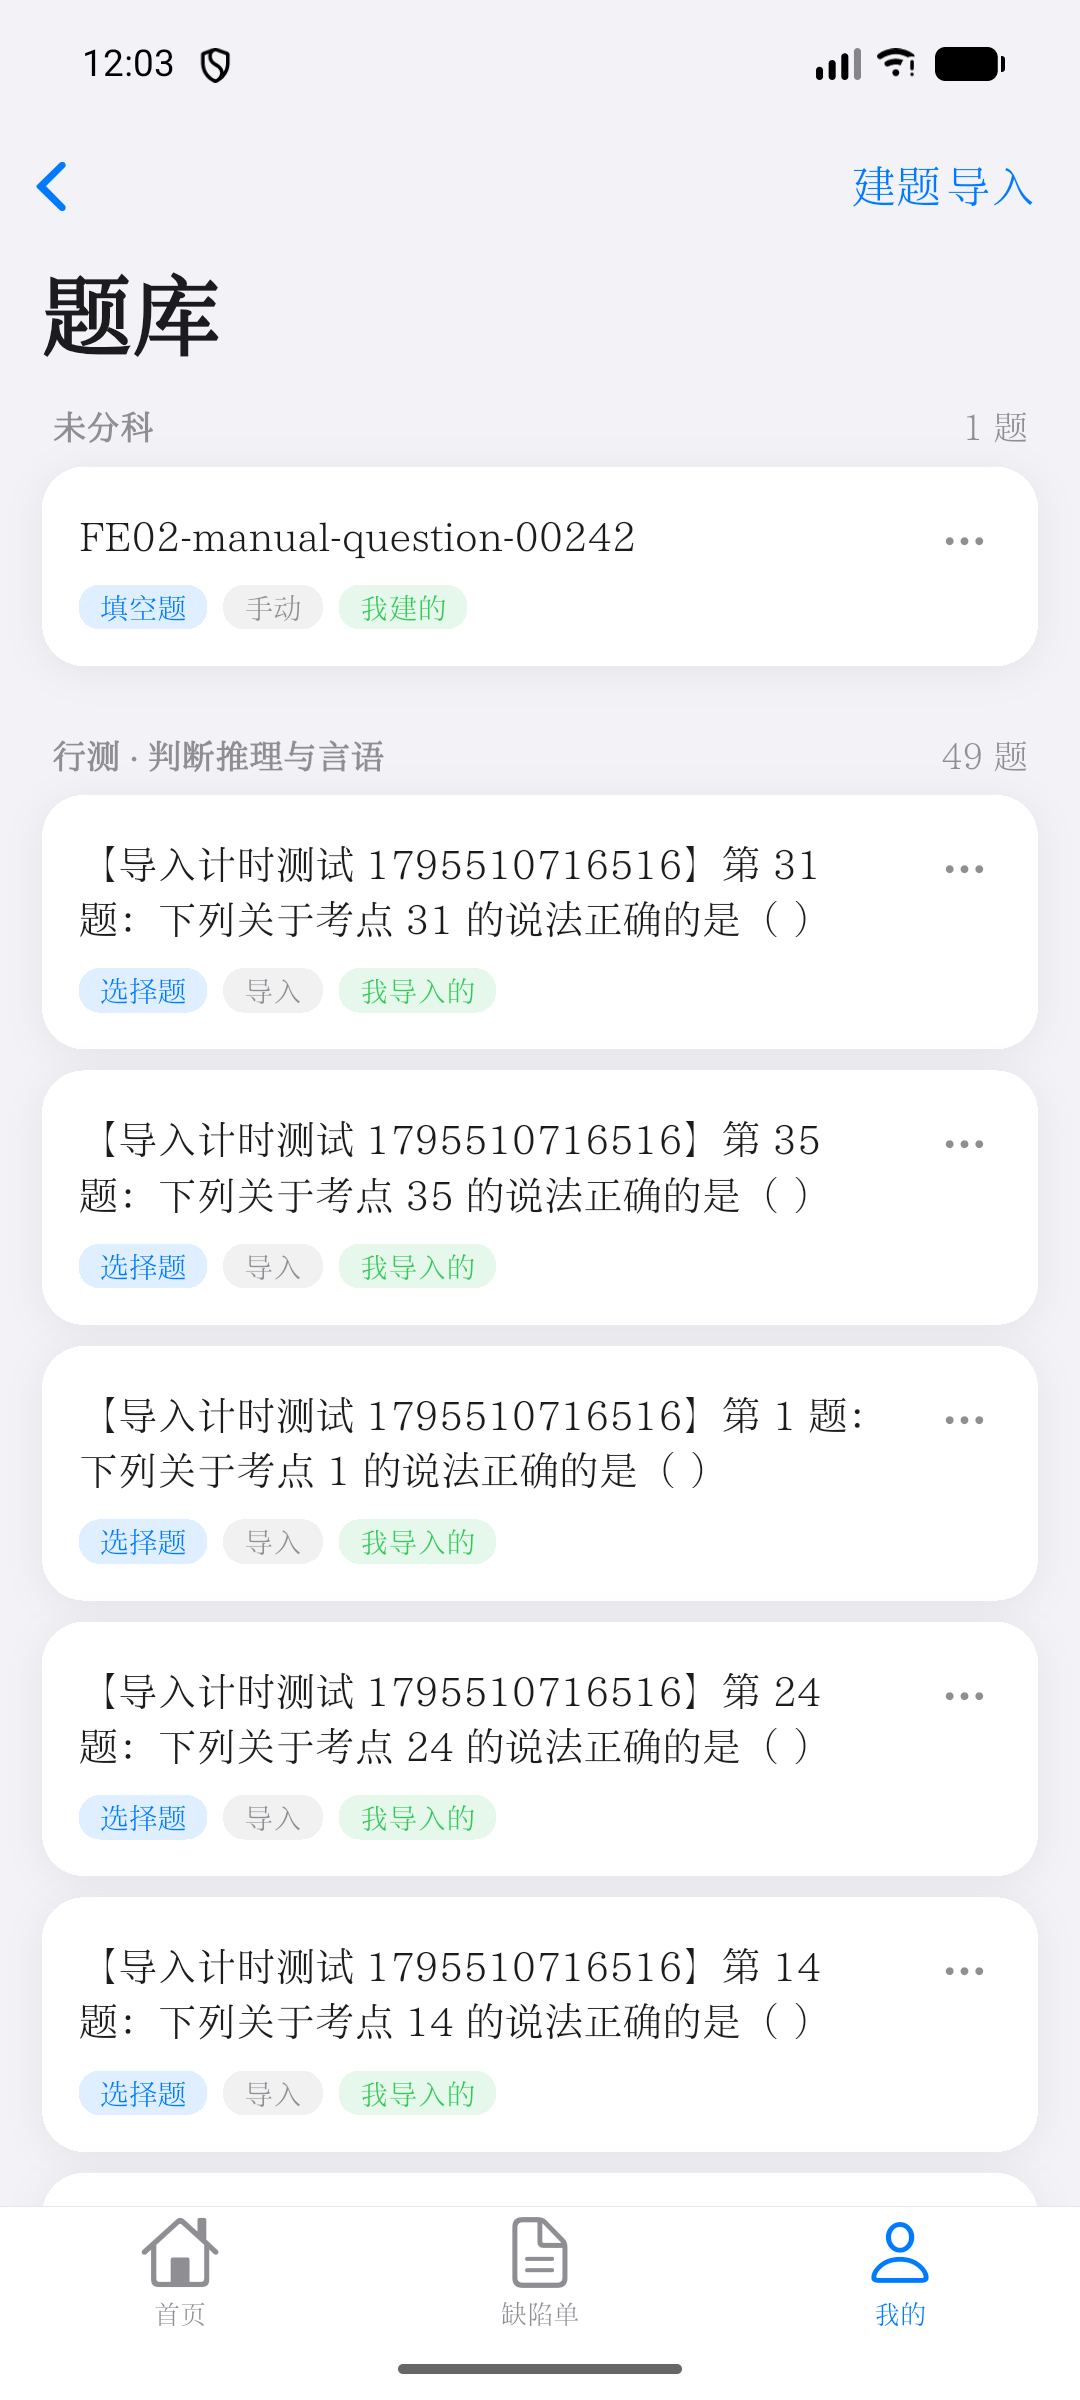 12:03
建题 导入
题库
未分科 1 题
FE02-manual-question-00242
填空题 手动 我建的
行测 · 判断推理与言语 49 题
【导入计时测试 1795510716516】第 31
题：下列关于考点 31 的说法正确的是（ ）
选择题 导入 我导入的
【导入计时测试 1795510716516】第 35
题：下列关于考点 35 的说法正确的是（ ）
选择题 导入 我导入的
【导入计时测试 1795510716516】第 1 题：
下列关于考点 1 的说法正确的是（ ）
选择题 导入 我导入的
【导入计时测试 1795510716516】第 24
题：下列关于考点 24 的说法正确的是（ ）
选择题 导入 我导入的
【导入计时测试 1795510716516】第 14
题：下列关于考点 14 的说法正确的是（ ）
选择题 导入 我导入的
首页 缺陷单 我的